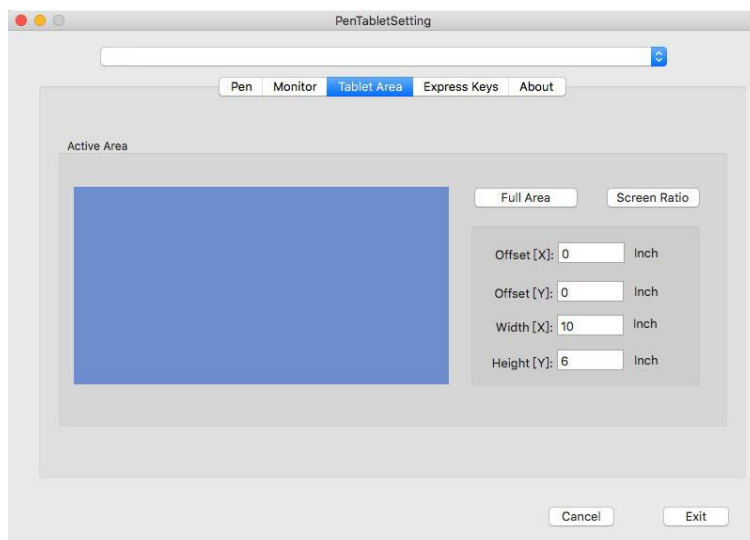 PenTabletSetting
Pen Monitor Tablet Area Express Keys About
Active Area
Full Area Screen Ratio
Offset [X]: 0 Inch
Offset [Y]: 0 Inch
Width [X]: 10 Inch
Height [Y]: 6 Inch
Cancel Exit